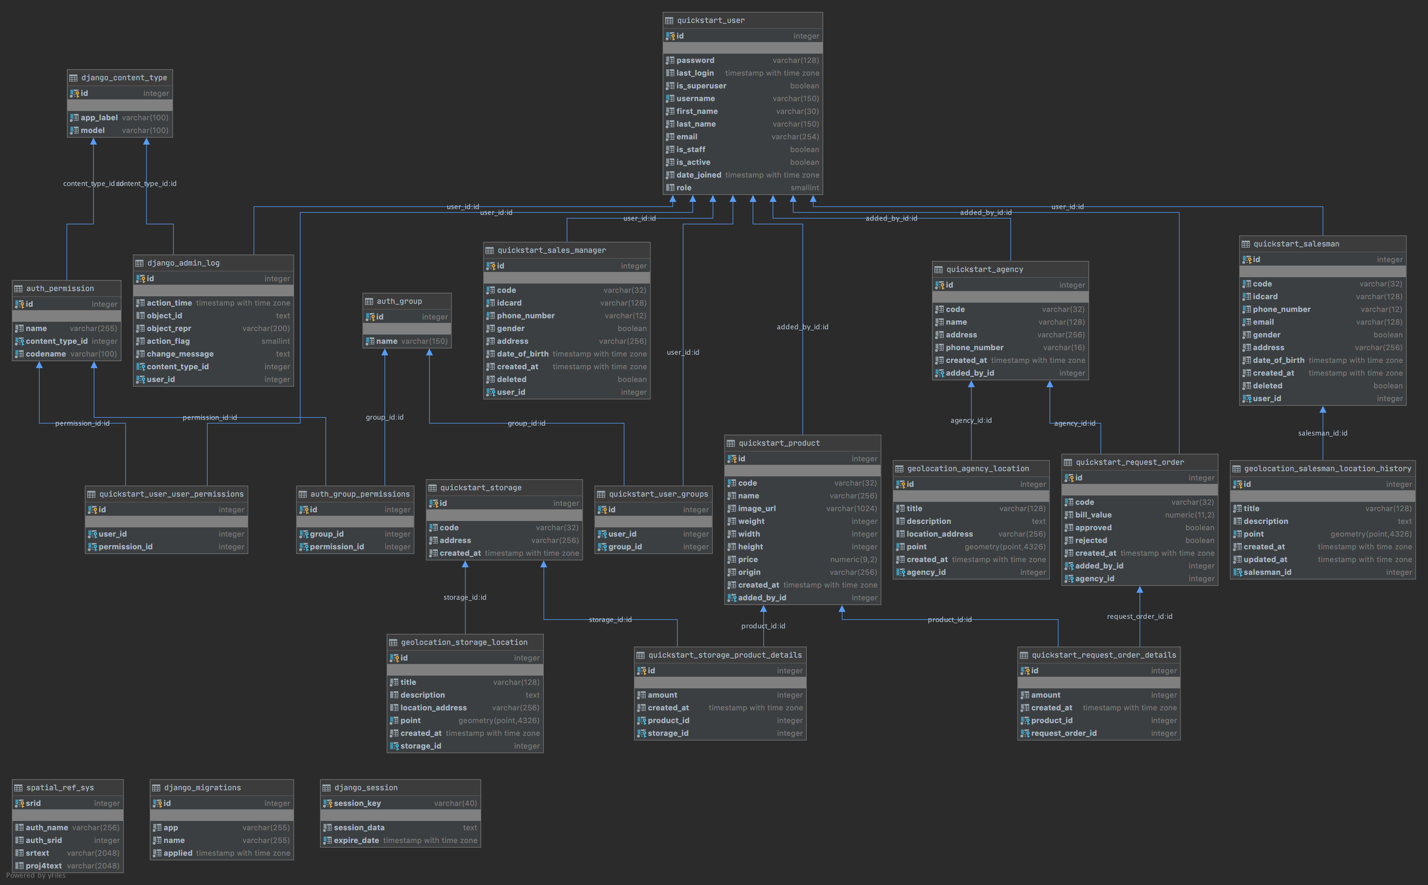 quickstart_user
id integer
password varchar(128)
last_login timestamp with time zone
is_superuser boolean
username varchar(150)
first_name varchar(30)
last_name varchar(150)
email varchar(254)
is_staff boolean
is_active boolean
date_joined timestamp with time zone
role smallint
django_content_type
id integer
app_label varchar(100)
model varchar(100)
content_type_id:id
content_type_id:id
user_id:id
user_id:id
user_id:id
added_by_id:id
added_by_id:id
user_id:id
django_admin_log
id integer
action_time timestamp with time zone
object_id text
object_repr varchar(200)
action_flag smallint
change_message text
content_type_id integer
user_id integer
auth_permission
id integer
name varchar(255)
content_type_id integer
codename varchar(100)
auth_group
id integer
name varchar(150)
quickstart_sales_manager
id integer
code varchar(32)
idcard varchar(128)
phone_number varchar(12)
gender boolean
address varchar(256)
date_of_birth timestamp with time zone
created_at timestamp with time zone
deleted boolean
user_id integer
added_by_id:id
user_id:id
quickstart_agency
id integer
code varchar(32)
name varchar(128)
address varchar(256)
phone_number varchar(16)
created_at timestamp with time zone
added_by_id integer
quickstart_salesman
id integer
code varchar(32)
idcard varchar(128)
phone_number varchar(12)
email varchar(128)
gender boolean
address varchar(256)
date_of_birth timestamp with time zone
created_at timestamp with time zone
deleted boolean
user_id integer
permission_id:id
permission_id:id
group_id:id
group_id:id
agency_id:id
agency_id:id
salesman_id:id
quickstart_user_user_permissions
id integer
user_id integer
permission_id integer
auth_group_permissions
id integer
group_id integer
permission_id integer
quickstart_storage
id integer
code varchar(32)
address varchar(256)
created_at timestamp with time zone
quickstart_user_groups
id integer
user_id integer
group_id integer
quickstart_product
id integer
code varchar(32)
name varchar(256)
image_url varchar(1024)
weight integer
width integer
height integer
price numeric(9,2)
origin varchar(256)
created_at timestamp with time zone
added_by_id integer
geolocation_agency_location
id integer
title varchar(128)
description text
location_address varchar(256)
point geometry(point,4326)
created_at timestamp with time zone
agency_id integer
quickstart_request_order
id integer
code varchar(32)
bill_value numeric(11,2)
approved boolean
rejected boolean
created_at timestamp with time zone
added_by_id integer
agency_id integer
geolocation_salesman_location_history
id integer
title varchar(128)
description text
point geometry(point,4326)
created_at timestamp with time zone
updated_at timestamp with time zone
salesman_id integer
storage_id:id
storage_id:id
product_id:id
product_id:id
request_order_id:id
geolocation_storage_location
id integer
title varchar(128)
description text
location_address varchar(256)
point geometry(point,4326)
created_at timestamp with time zone
storage_id integer
quickstart_storage_product_details
id integer
amount integer
created_at timestamp with time zone
product_id integer
storage_id integer
quickstart_request_order_details
id integer
amount integer
created_at timestamp with time zone
product_id integer
request_order_id integer
spatial_ref_sys
srid integer
auth_name varchar(256)
auth_srid integer
srtext varchar(2048)
proj4text varchar(2048)
django_migrations
id integer
app varchar(255)
name varchar(255)
applied timestamp with time zone
django_session
session_key varchar(40)
session_data text
expire_date timestamp with time zone
Powered by yFiles